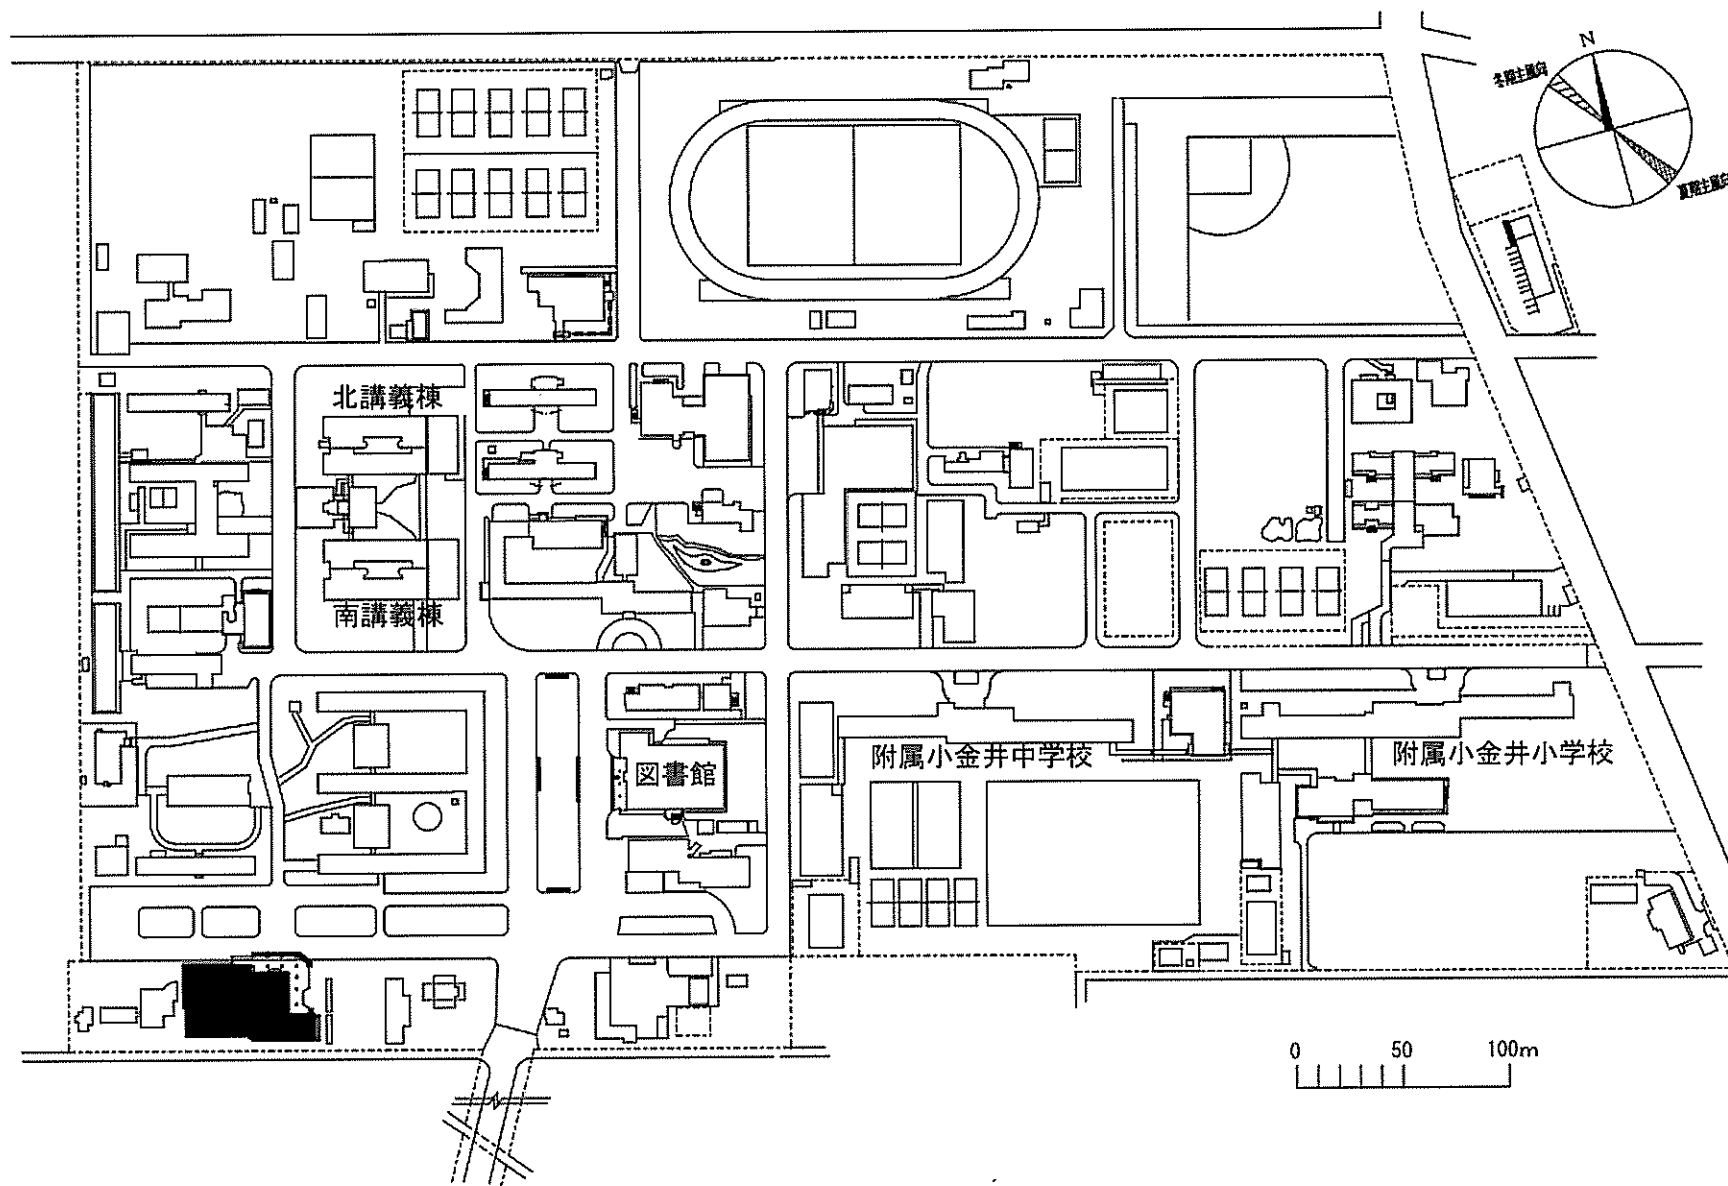 N
冬期主風向
夏期主風向
北講義棟
南講義棟
図書館
附属小金井中学校
附属小金井小学校
0 50 100m